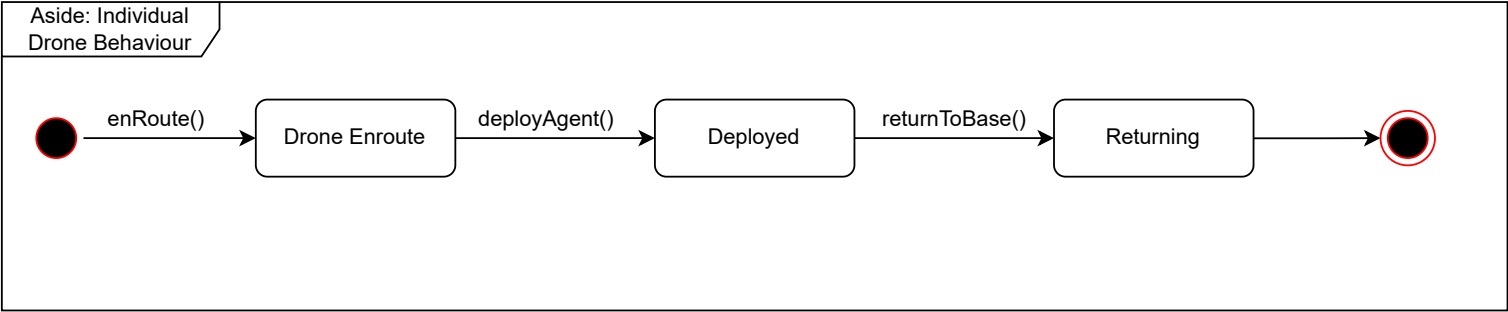 Aside: Individual
Drone Behaviour
enRoute()
Drone Enroute
deployAgent()
Deployed
returnToBase()
Returning